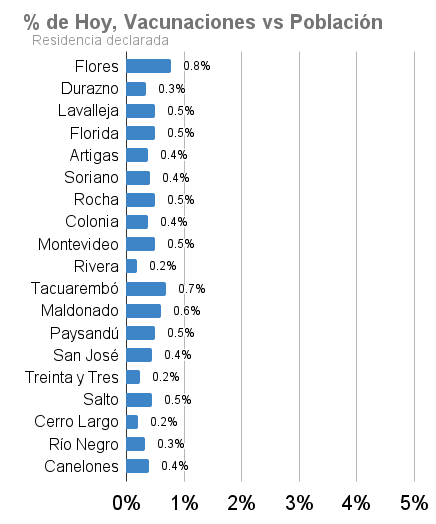 % de Hoy, Vacunaciones vs Población
Residencia declarada
Flores 0.8%
Durazno 0.3%
Lavalleja 0.5%
Florida 0.5%
Artigas 0.4%
Soriano 0.4%
Rocha 0.5%
Colonia 0.4%
Montevideo 0.5%
Rivera 0.2%
Tacuarembó 0.7%
Maldonado 0.6%
Paysandú 0.5%
San José 0.4%
Treinta y Tres 0.2%
Salto 0.5%
Cerro Largo 0.2%
Río Negro 0.3%
Canelones 0.4%
0% 1% 2% 3% 4% 5%